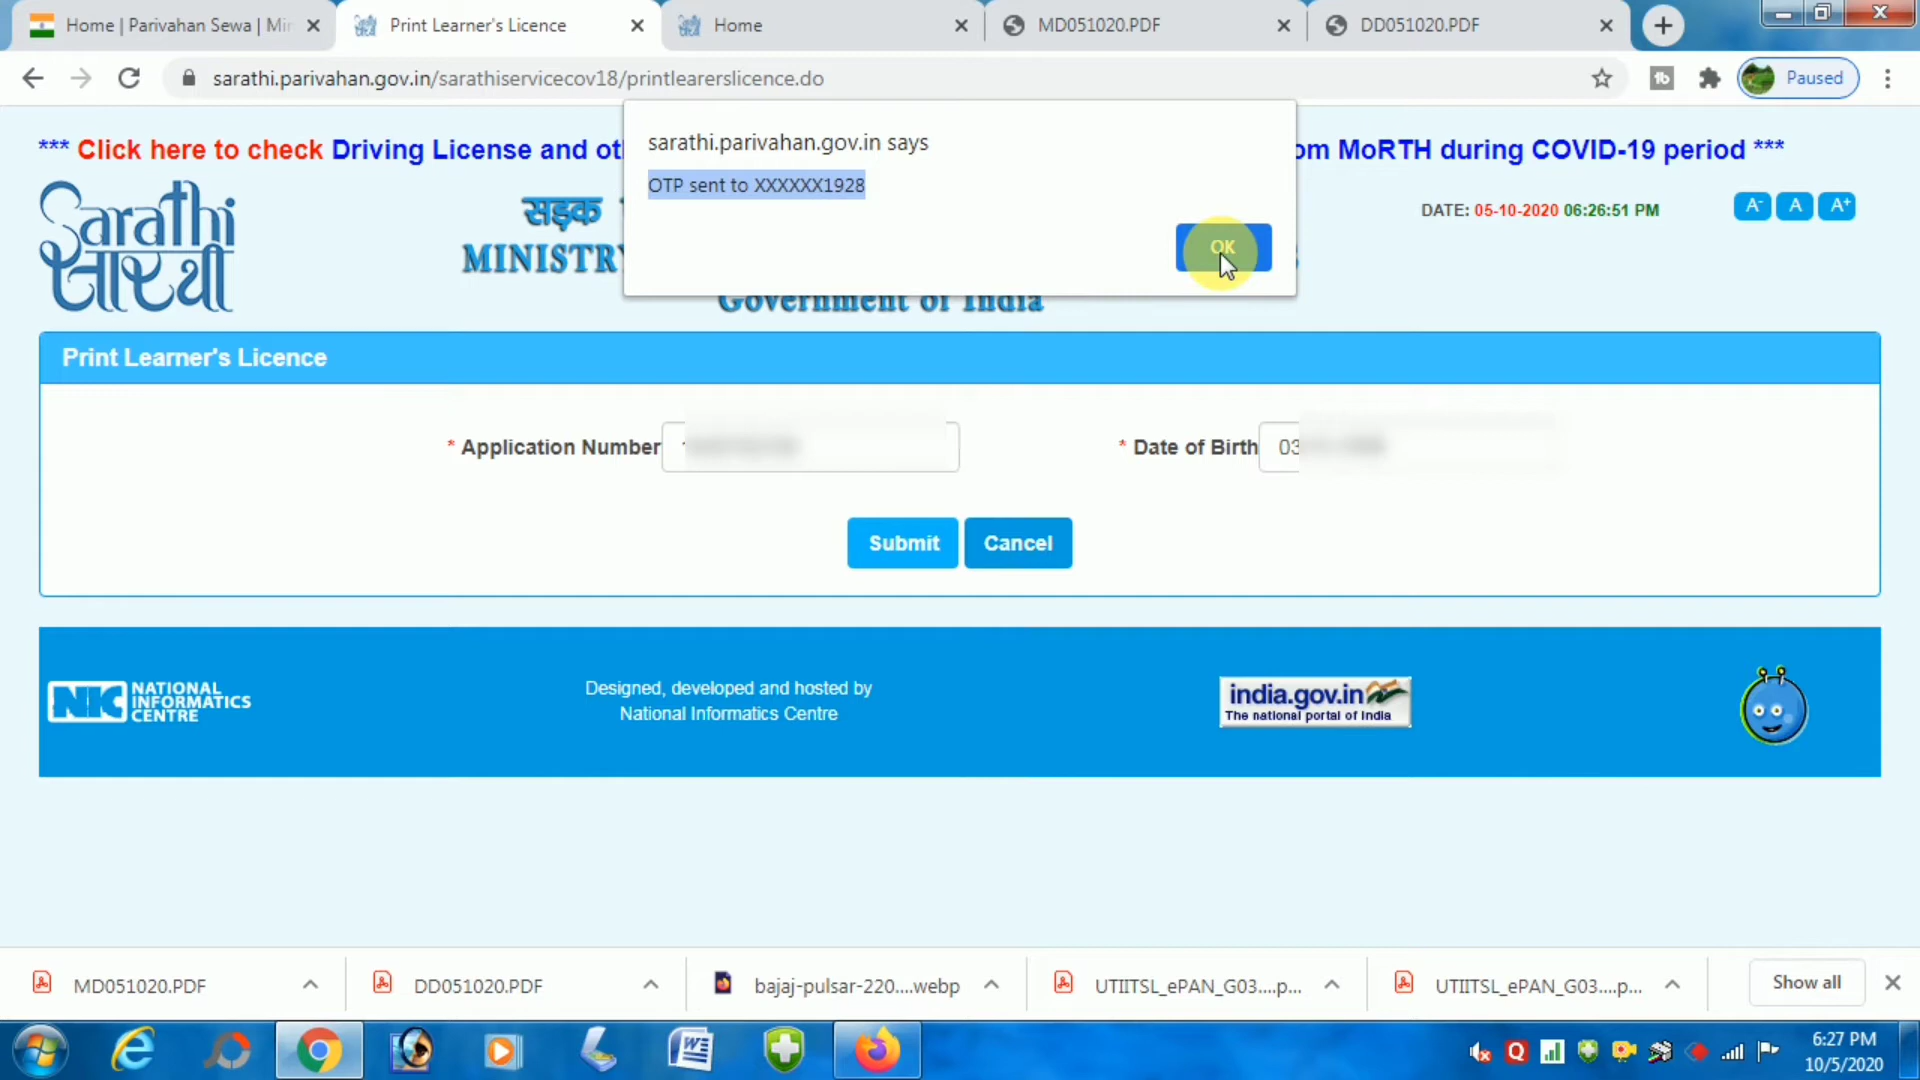 Home | Parivahan Sewa | Min
Print Learner's Licence
Home
MD051020.PDF
DD051020.PDF
sarathi.parivahan.gov.in/sarathiservicecov18/printlearerslicence.do
Paused
*** Click here to check Driving License and ot
om MoRTH during COVID-19 period ***
sarathi.parivahan.gov.in says
OTP sent to XXXXXX1928
OK
Sarathi
सारथी
सड़क
MINISTRY
Government of India
DATE: 05-10-2020 06:26:51 PM
A- A A+
Print Learner's Licence
* Application Number
* Date of Birth 03
Submit Cancel
NIC NATIONAL
INFORMATICS
CENTRE
Designed, developed and hosted by
National Informatics Centre
india.gov.in
The national portal of India
MD051020.PDF
DD051020.PDF
bajaj-pulsar-220....webp
UTIITSL_ePAN_G03....p...
UTIITSL_ePAN_G03....p...
Show all
6:27 PM
10/5/2020